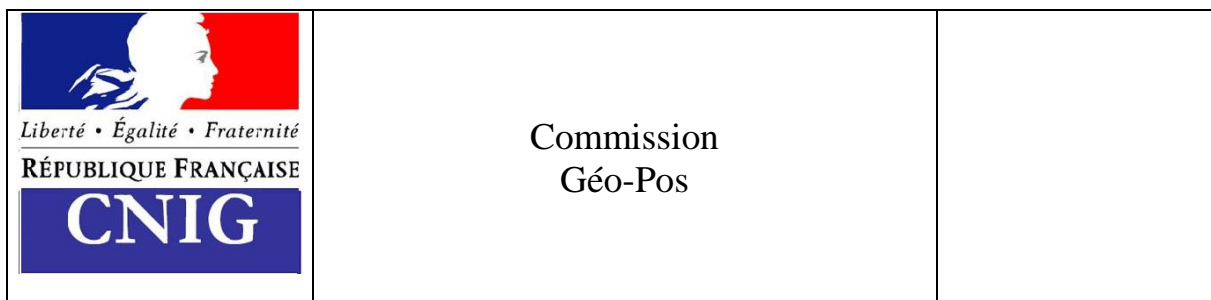 Liberté • Égalité • Fraternité
RÉPUBLIQUE FRANÇAISE
CNIG
Commission
Géo-Pos